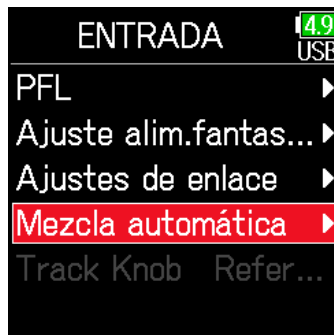 ENTRADA
4.9
USB
PFL
Ajuste alim.fantas...
Ajustes de enlace
Mezcla automática
Track Knob Refer...